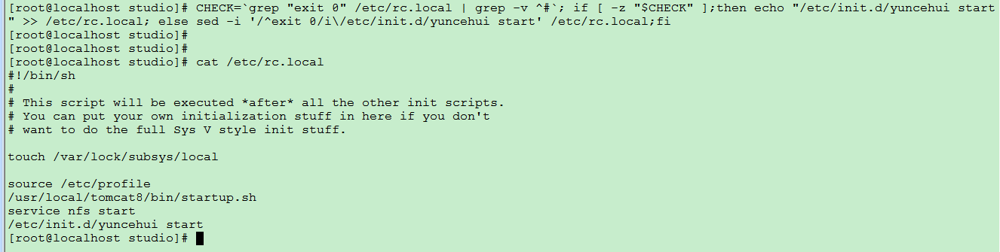 [root@localhost studio]# CHECK=`grep "exit 0" /etc/rc.local | grep -v ^#`; if [ -z "$CHECK" ];then echo "/etc/init.d/yuncehui start
" >> /etc/rc.local; else sed -i '/^exit 0/i\/etc/init.d/yuncehui start' /etc/rc.local;fi
[root@localhost studio]#
[root@localhost studio]#
[root@localhost studio]# cat /etc/rc.local
#!/bin/sh
#
# This script will be executed *after* all the other init scripts.
# You can put your own initialization stuff in here if you don't
# want to do the full Sys V style init stuff.

touch /var/lock/subsys/local

source /etc/profile
/usr/local/tomcat8/bin/startup.sh
service nfs start
/etc/init.d/yuncehui start
[root@localhost studio]#